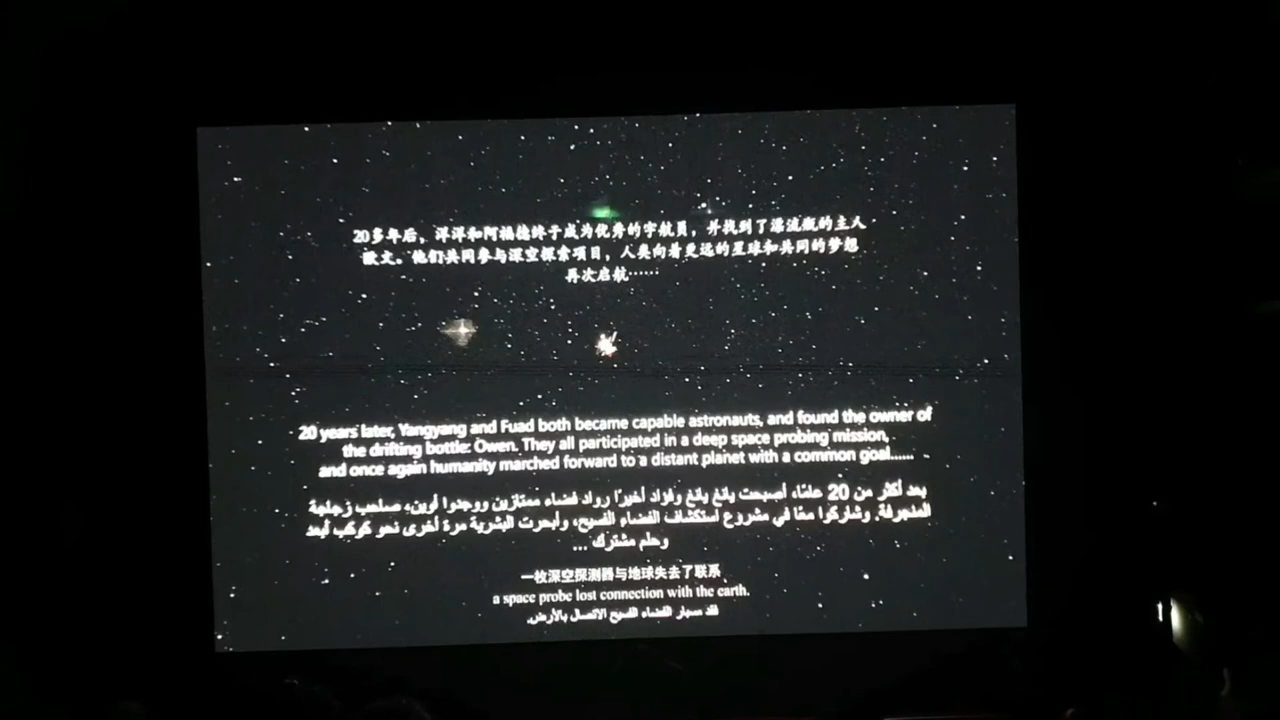 20多年后，洋洋和阿福德终于成为优秀的宇航员，并找到了漂流瓶的主人
欧文。他们共同参与深空探索项目，人类向着更远的星球和共同的梦想
再次启航……
20 years later, Yangyang and Fuad both became capable astronauts, and found the owner of
the drifting bottle: Owen. They all participated in a deep space probing mission,
and once again humanity marched forward to a distant planet with a common goal......
بعد أكثر من 20 عامًا، أصبحت يانغ يانغ وفؤاد أخيرًا رواد فضاء ممتازين ووجدوا أوين، صاحب زجاجة
المنجرفة. وشاركوا معًا في مشروع استكشاف الفضاء الفسيح، وأبحرت البشرية مرة أخرى نحو كوكب أبعد
وحلم مشترك ...
一枚深空探测器与地球失去了联系
a space probe lost connection with the earth.
فقد مسبار الفضاء الفسيح الاتصال بالأرض.